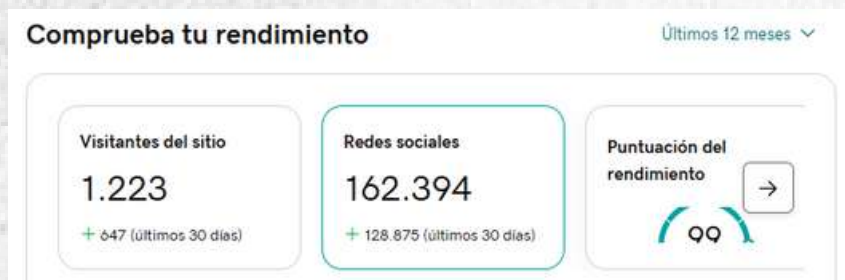 Comprueba tu rendimiento
Últimos 12 meses
Visitantes del sitio
1.223
+ 647 (últimos 30 días)
Redes sociales
162.394
+ 128.875 (últimos 30 días)
Puntuación del
rendimiento
99